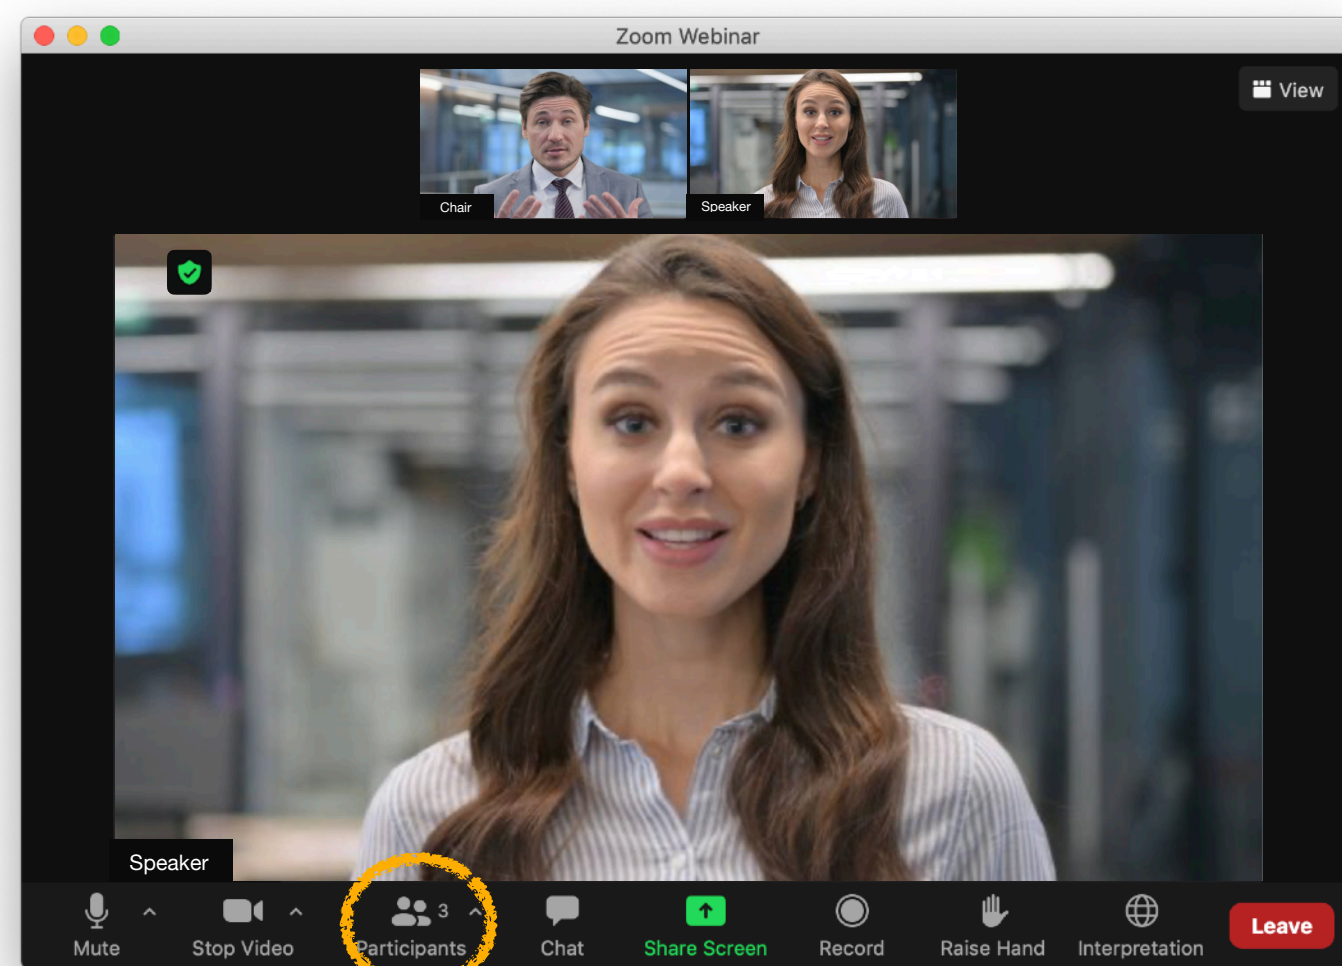 Zoom Webinar
View
Chair
Speaker
Speaker
3
Mute
Stop Video
Participants
Chat
Share Screen
Record
Raise Hand
Interpretation
Leave